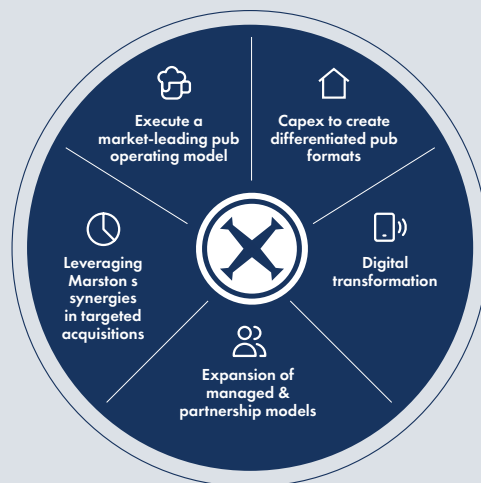 Execute a
market-leading pub
operating model
Capex to create
differentiated pub
formats
Digital
transformation
Expansion of
managed &
partnership models
Leveraging
Marston s
synergies
in targeted
acquisitions